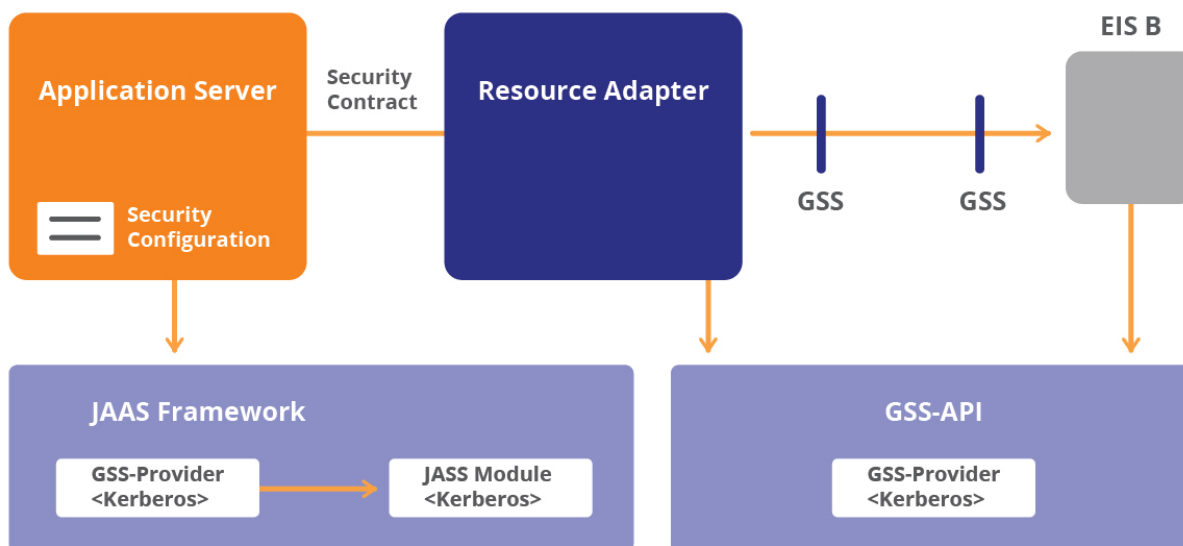 Application Server
Security
Configuration
Security
Contract
Resource Adapter
GSS
GSS
EIS B
JAAS Framework
GSS-Provider
<Kerberos>
JASS Module
<Kerberos>
GSS-API
GSS-Provider
<Kerberos>